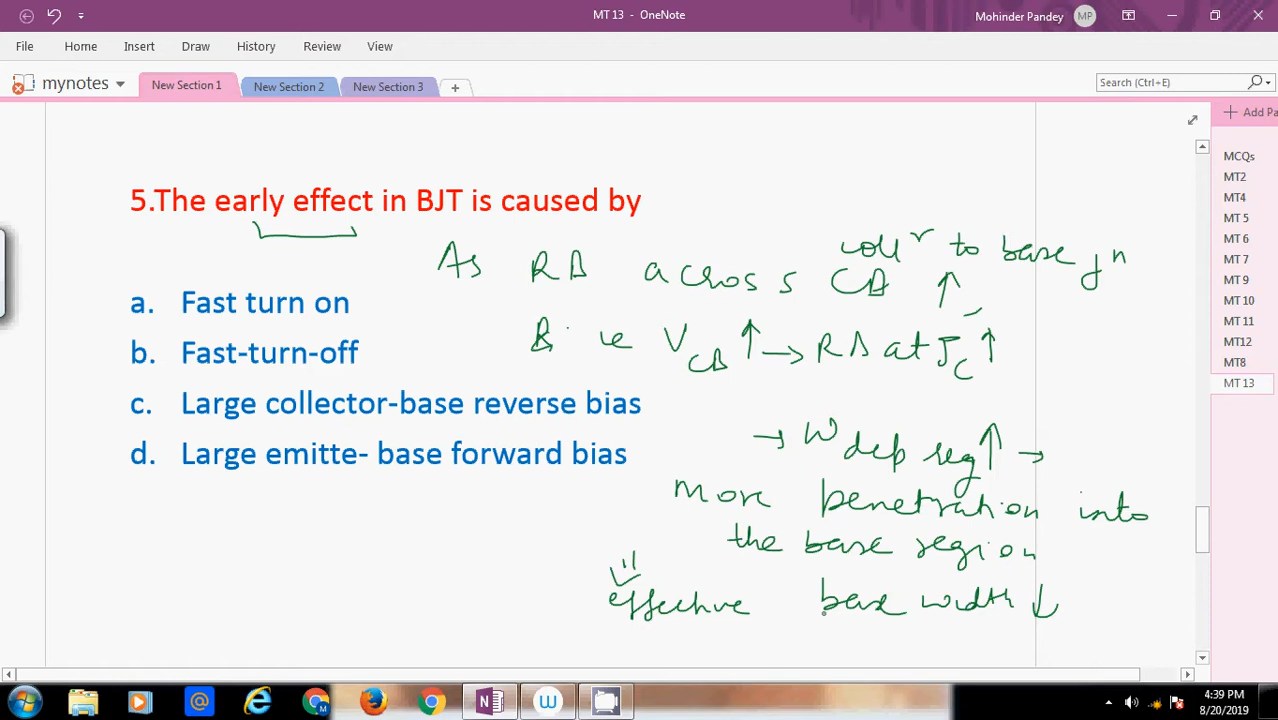 MT 13 - OneNote
Mohinder Pandey MP
File Home Insert Draw History Review View
mynotes New Section 1 New Section 2 New Section 3 +
Search (Ctrl+E)
Add Pa
MCQs
MT2
MT4
MT 5
MT 6
MT 7
MT 9
MT 10
MT 11
MT12
MT8
MT 13
5.The early effect in BJT is caused by
a. Fast turn on
b. Fast-turn-off
c. Large collector-base reverse bias
d. Large emitte- base forward bias
coll r to base jn
As RB across CB ↑
B ie VCB ↑ → RB at JC ↑
→ W dep reg ↑ →
more penetration into
the base region
effective base width ↓
4:39 PM
8/20/2019